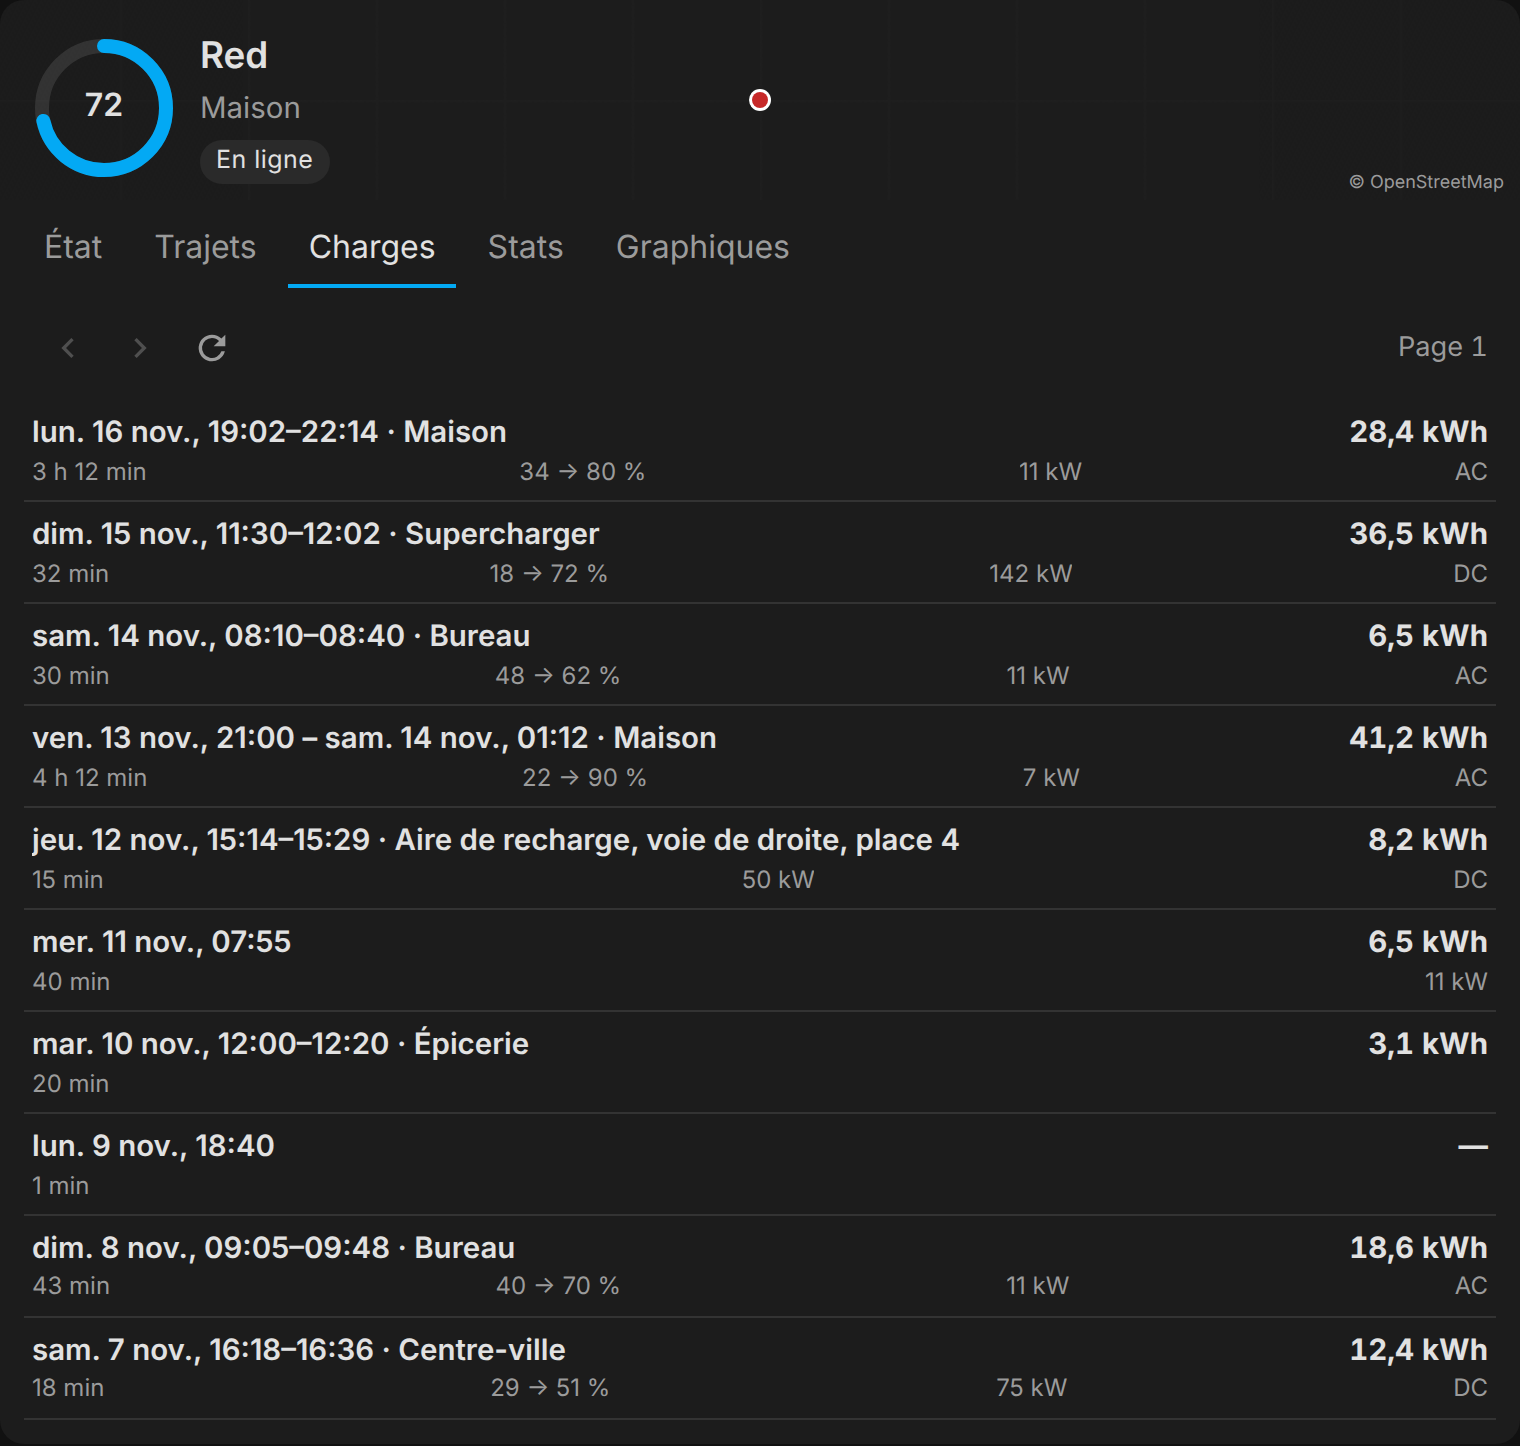 72
Red
Maison
En ligne
© OpenStreetMap
État Trajets Charges Stats Graphiques
Page 1
lun. 16 nov., 19:02–22:14 · Maison 28,4 kWh
3 h 12 min 34 → 80 % 11 kW AC
dim. 15 nov., 11:30–12:02 · Supercharger 36,5 kWh
32 min 18 → 72 % 142 kW DC
sam. 14 nov., 08:10–08:40 · Bureau 6,5 kWh
30 min 48 → 62 % 11 kW AC
ven. 13 nov., 21:00 – sam. 14 nov., 01:12 · Maison 41,2 kWh
4 h 12 min 22 → 90 % 7 kW AC
jeu. 12 nov., 15:14–15:29 · Aire de recharge, voie de droite, place 4 8,2 kWh
15 min 50 kW DC
mer. 11 nov., 07:55 6,5 kWh
40 min 11 kW
mar. 10 nov., 12:00–12:20 · Épicerie 3,1 kWh
20 min
lun. 9 nov., 18:40 —
1 min
dim. 8 nov., 09:05–09:48 · Bureau 18,6 kWh
43 min 40 → 70 % 11 kW AC
sam. 7 nov., 16:18–16:36 · Centre-ville 12,4 kWh
18 min 29 → 51 % 75 kW DC